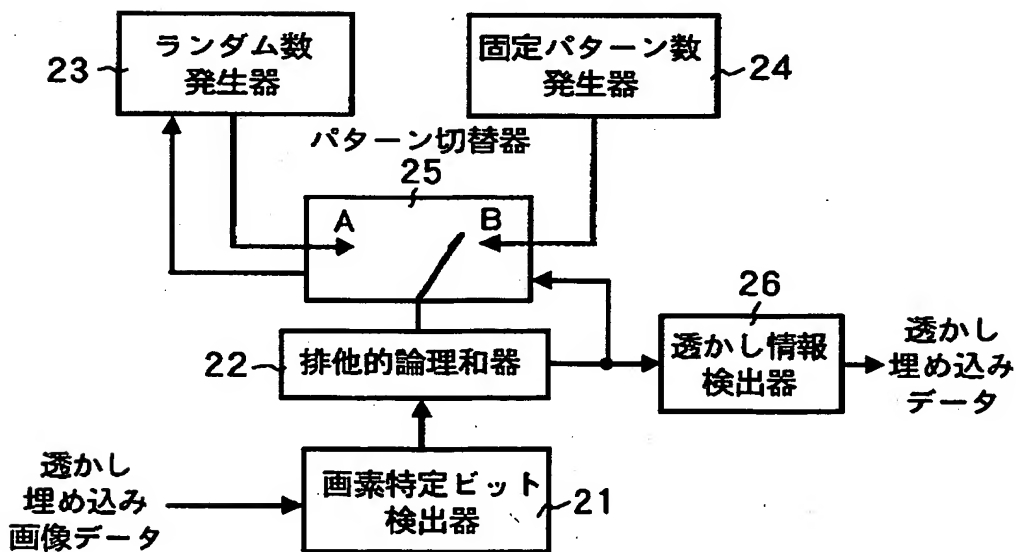 ランダム数
発生器
23
固定パターン数
発生器
24
パターン切替器
25
A
B
26
22
排他的論理和器
透かし情報
検出器
透かし
埋め込み
データ
透かし
埋め込み
画像データ
画素特定ビット
検出器
21